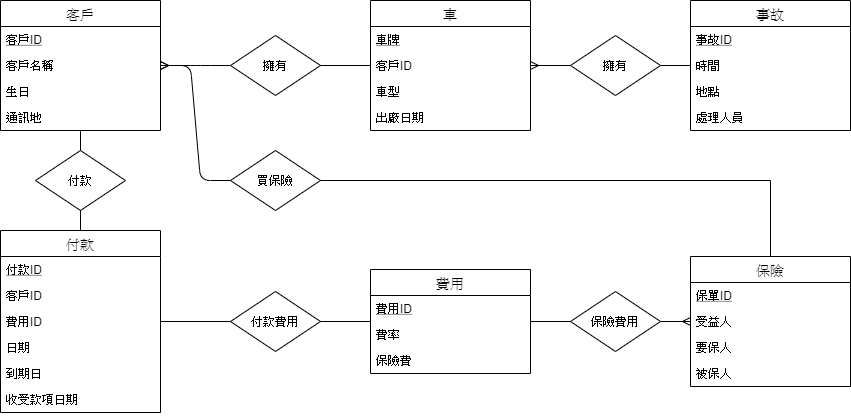 客戶
客戶ID
客戶名稱
生日
通訊地
擁有
車
車牌
客戶ID
車型
出廠日期
擁有
事故
事故ID
時間
地點
處理人員
付款
買保險
付款
付款ID
客戶ID
費用ID
日期
到期日
收受款項日期
付款費用
費用
費用ID
費率
保險費
保險費用
保險
保單ID
受益人
要保人
被保人